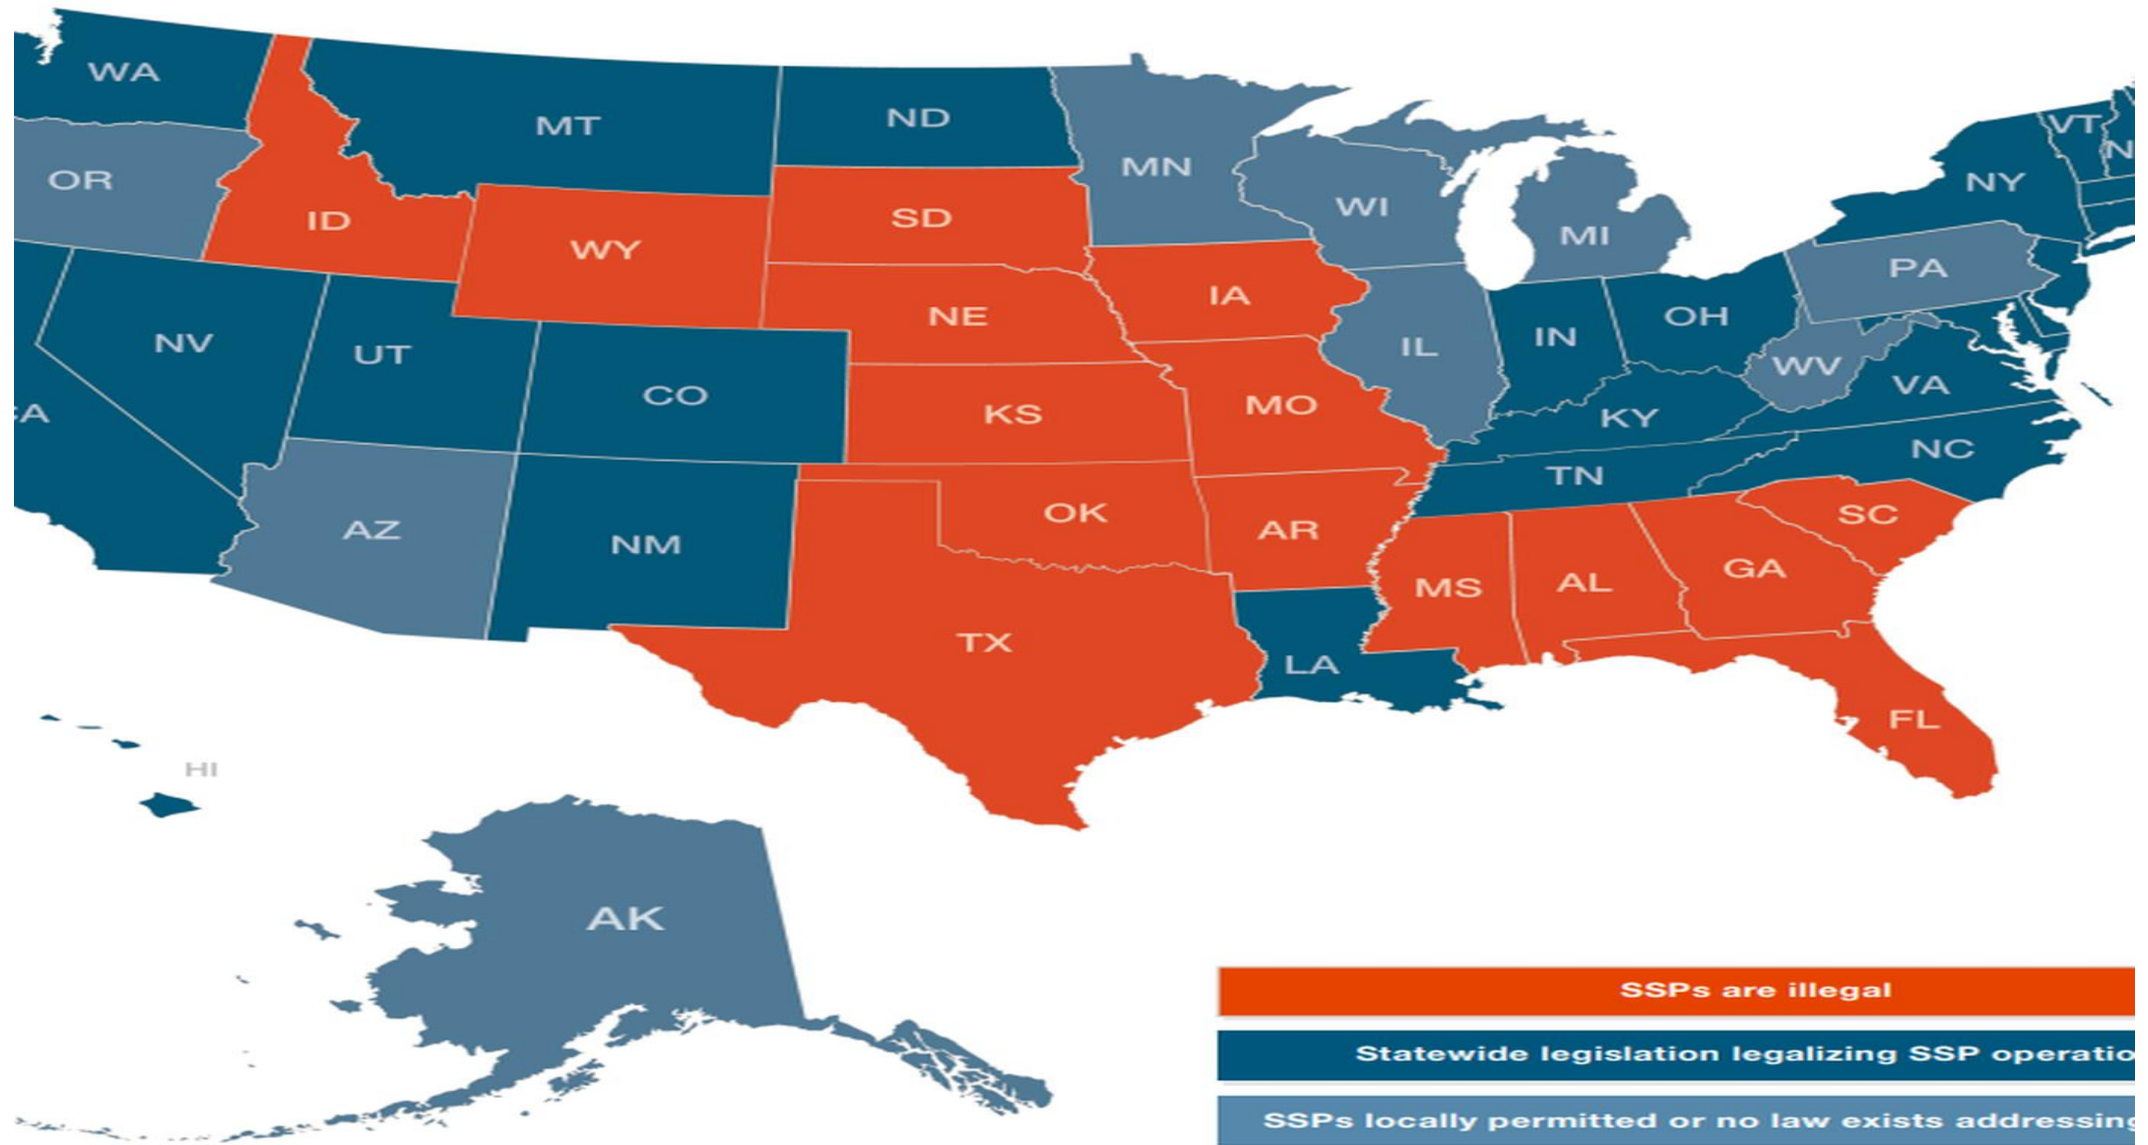 WA
MT
ND
MN
VT
OR
ID
WY
SD
WI
MI
NY
PA
NV
UT
CO
NE
IA
IL
IN
OH
WV
VA
KS
MO
KY
NC
AZ
NM
OK
AR
TN
SC
TX
LA
MS
AL
GA
FL
HI
AK
SSPs are illegal
Statewide legislation legalizing SSP
SSPs locally permitted or no law exists